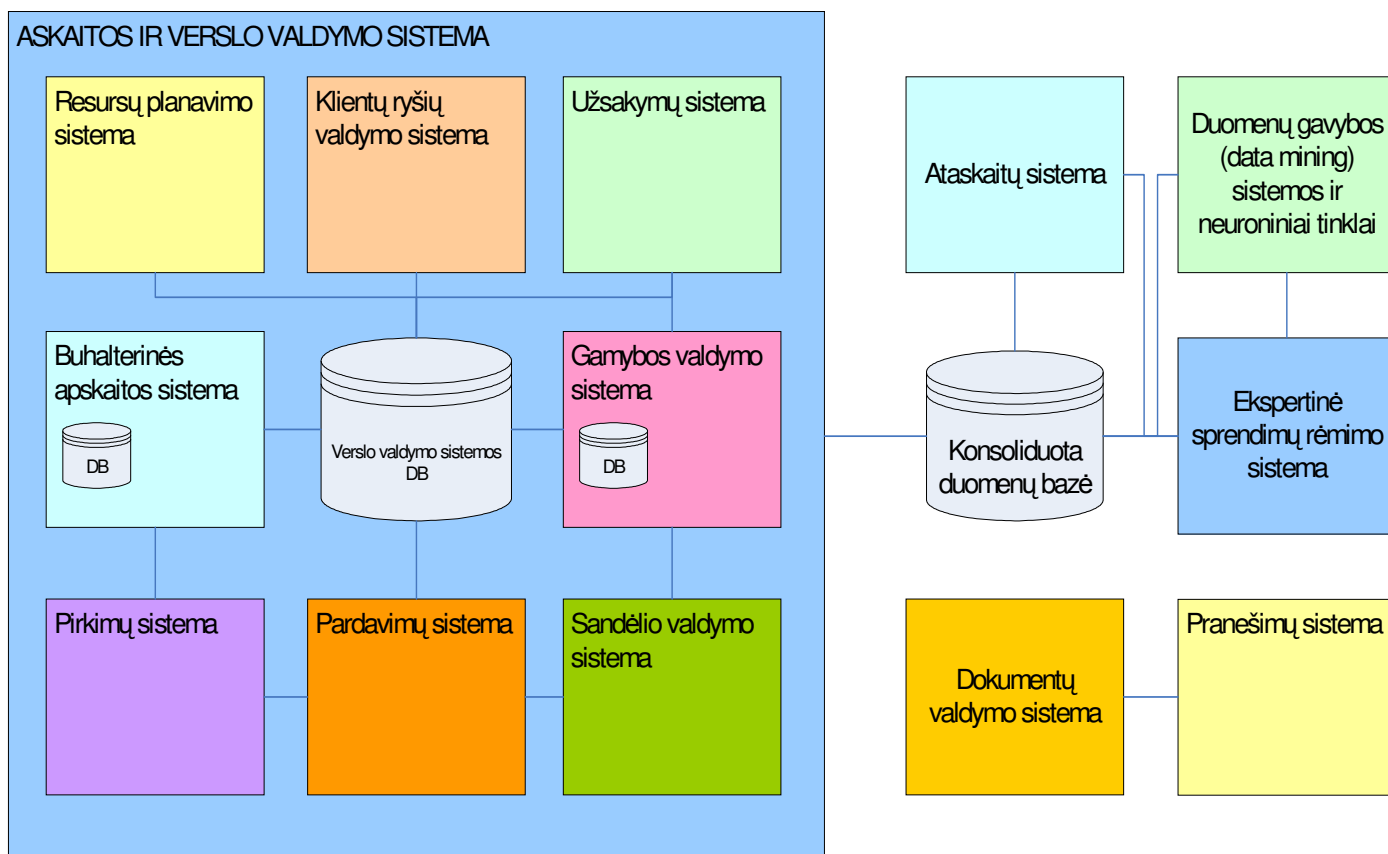 ASKAITOS IR VERSLO VALDYMO SISTEMA
Resursų planavimo
sistema
Klientų ryšių
valdymo sistema
Užsakymų sistema
Ataskaitų sistema
Duomenų gavybos
(data mining)
sistemos ir
neuroniniai tinklai
Buhalterinės
apskaitos sistema
DB
Verslo valdymo sistemos
DB
Gamybos valdymo
sistema
DB
Konsoliduota
duomenų bazė
Ekspertinė
sprendimų rėmimo
sistema
Pirkimų sistema
Pardavimų sistema
Sandėlio valdymo
sistema
Dokumentų
valdymo sistema
Pranešimų sistema